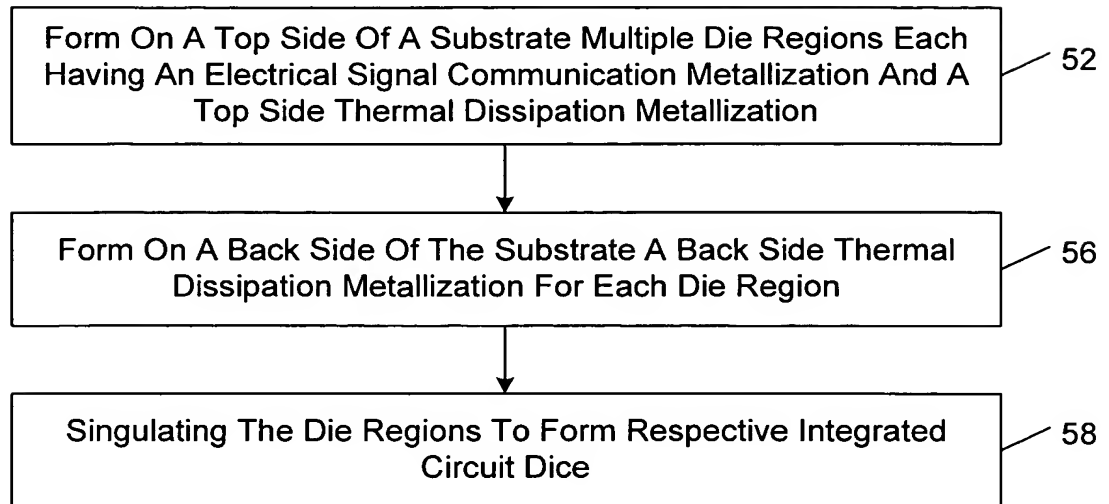 Form On A Top Side Of A Substrate Multiple Die Regions Each
Having An Electrical Signal Communication Metallization And A
Top Side Thermal Dissipation Metallization
52
Form On A Back Side Of The Substrate A Back Side Thermal
Dissipation Metallization For Each Die Region
56
Singulating The Die Regions To Form Respective Integrated
Circuit Dice
58